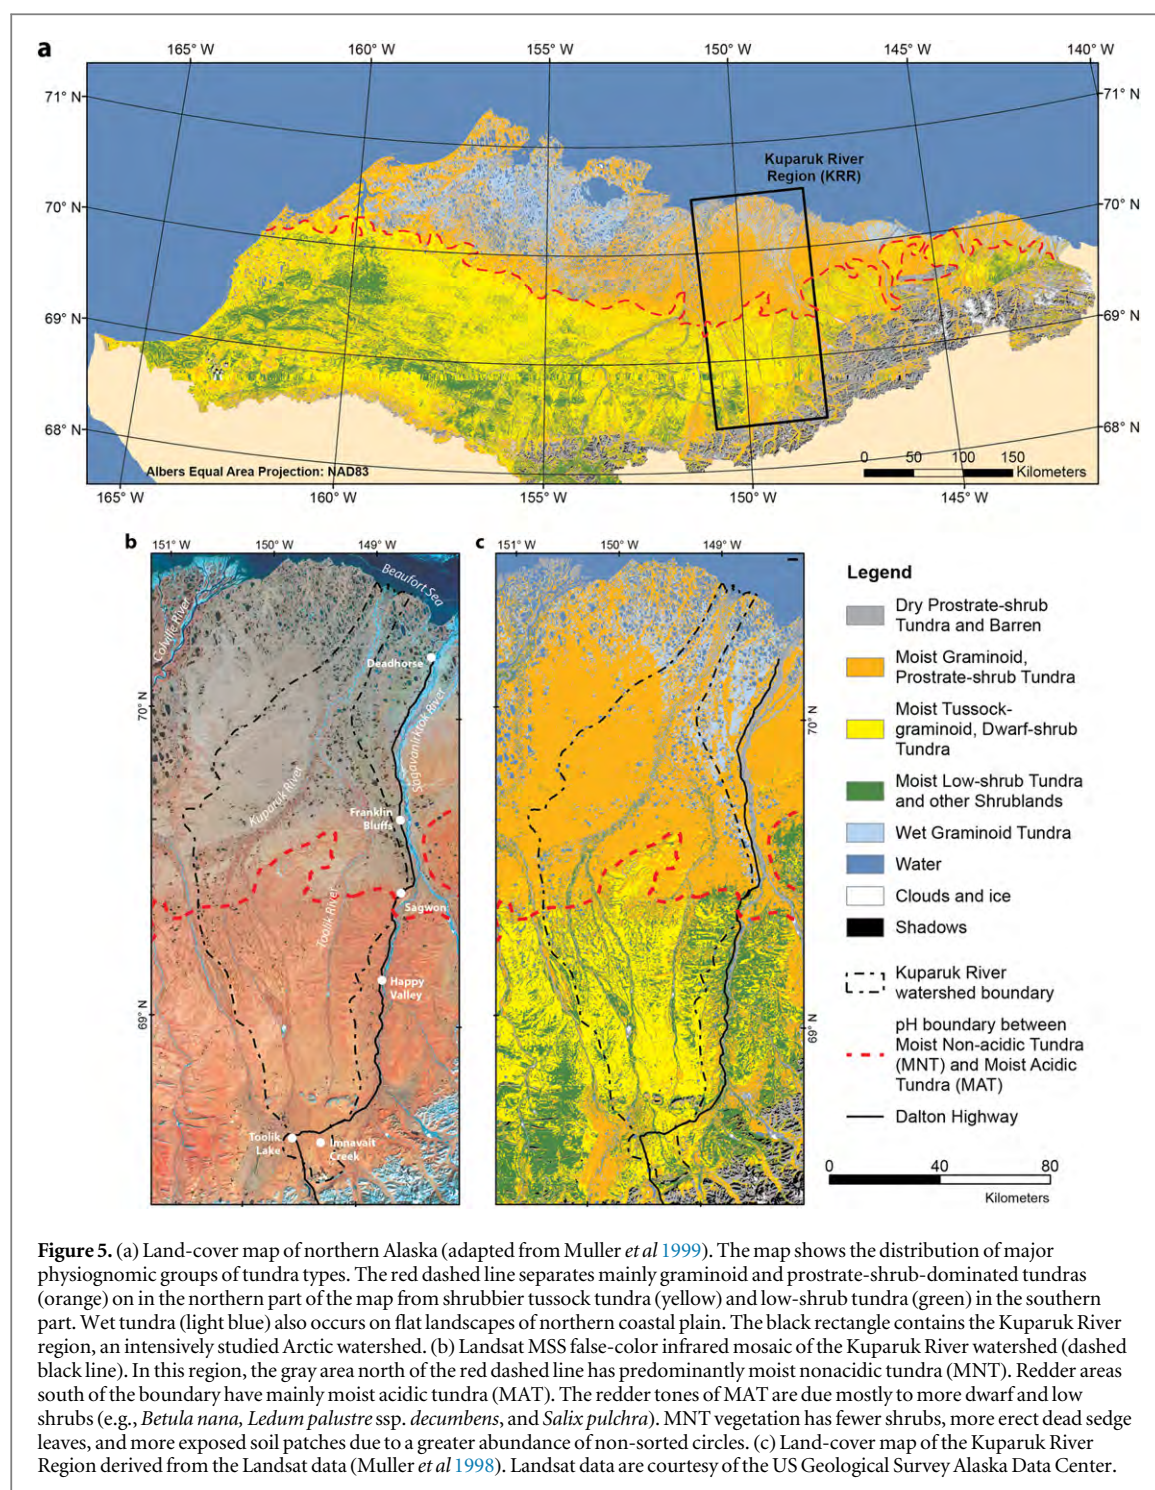 a
165° W
160° W
155° W
150° W
145° W
140° W
71° N
71° N
Kuparuk River
Region (KRR)
70° N
70° N
69° N
69° N
68° N
68° N
Albers Equal Area Projection: NAD83
0 50 100 150
Kilometers
165° W
160° W
155° W
150° W
145° W
b
151° W
150° W
149° W
Beaufort Sea
Colville River
Deadhorse
70° N
Sagavanirktok River
Kuparuk River
Franklin
Bluffs
Sagwon
Toolik River
Happy
Valley
69° N
Toolik
Lake
Imnavait
Creek
c
151° W
150° W
149° W
70° N
69° N
Legend
Dry Prostrate-shrub
Tundra and Barren
Moist Graminoid,
Prostrate-shrub Tundra
Moist Tussock-
graminoid, Dwarf-shrub
Tundra
Moist Low-shrub Tundra
and other Shrublands
Wet Graminoid Tundra
Water
Clouds and ice
Shadows
Kuparuk River
watershed boundary
pH boundary between
Moist Non-acidic Tundra
(MNT) and Moist Acidic
Tundra (MAT)
Dalton Highway
0 40 80
Kilometers
Figure 5. (a) Land-cover map of northern Alaska (adapted from Muller et al 1999). The map shows the distribution of major
physiognomic groups of tundra types. The red dashed line separates mainly graminoid and prostrate-shrub-dominated tundras
(orange) on in the northern part of the map from shrubbier tussock tundra (yellow) and low-shrub tundra (green) in the southern
part. Wet tundra (light blue) also occurs on flat landscapes of northern coastal plain. The black rectangle contains the Kuparuk River
region, an intensively studied Arctic watershed. (b) Landsat MSS false-color infrared mosaic of the Kuparuk River watershed (dashed
black line). In this region, the gray area north of the red dashed line has predominantly moist nonacidic tundra (MNT). Redder areas
south of the boundary have mainly moist acidic tundra (MAT). The redder tones of MAT are due mostly to more dwarf and low
shrubs (e.g., Betula nana, Ledum palustre ssp. decumbens, and Salix pulchra). MNT vegetation has fewer shrubs, more erect dead sedge
leaves, and more exposed soil patches due to a greater abundance of non-sorted circles. (c) Land-cover map of the Kuparuk River
Region derived from the Landsat data (Muller et al 1998). Landsat data are courtesy of the US Geological Survey Alaska Data Center.